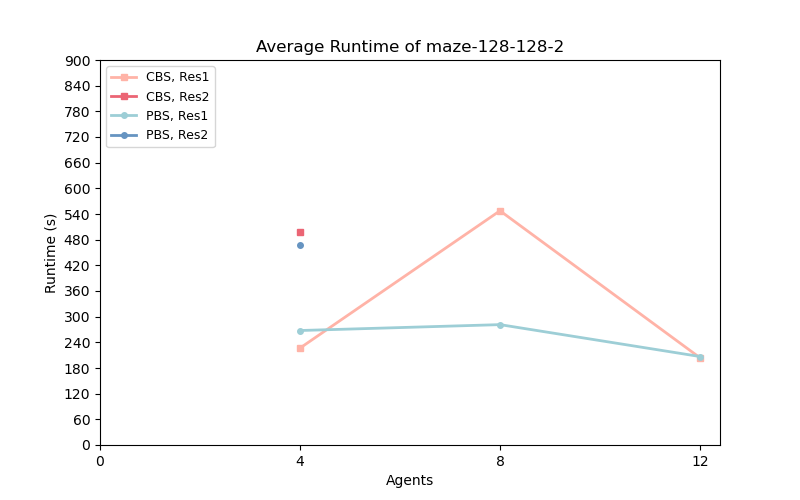 Average Runtime of maze-128-128-2
CBS, Res1
CBS, Res2
PBS, Res1
PBS, Res2
Runtime (s)
900
840
780
720
660
600
540
480
420
360
300
240
180
120
60
0
0 4 8 12
Agents